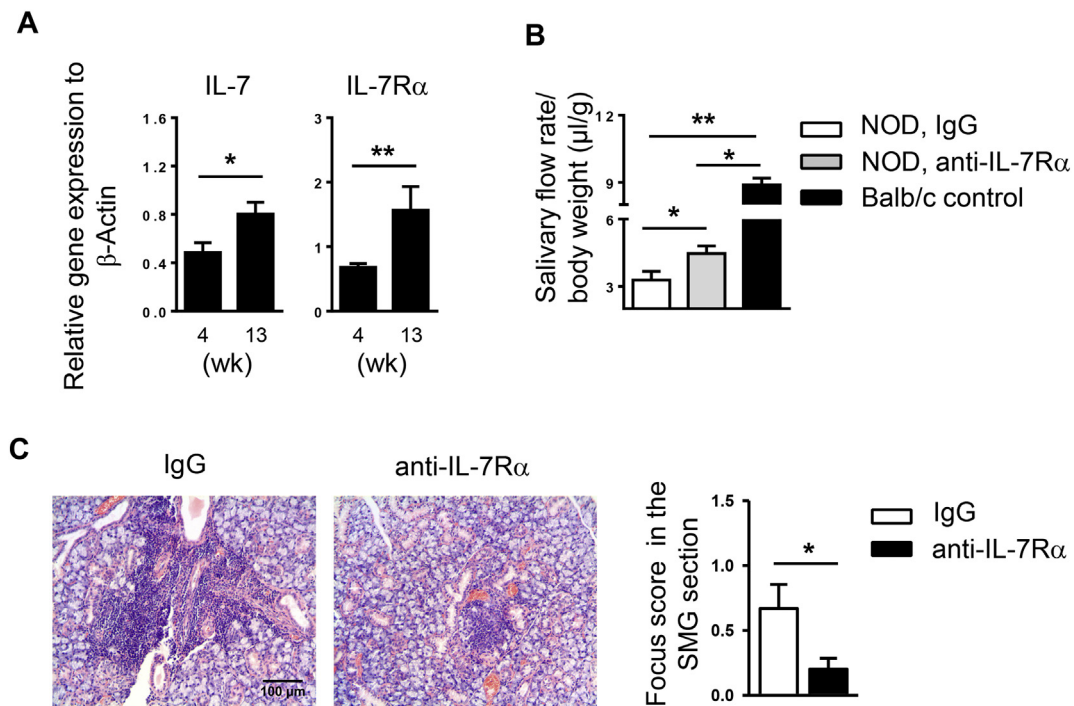 A
IL-7
IL-7Rα
Relative gene expression to
β-Actin
1.6
1.2
0.8
0.4
0.0
*
4 13
(wk)
3
2
1
0
**
4 13
(wk)
B
Salivary flow rate/
body weight (µl/g)
12
9
6
3
**
*
*
NOD, IgG
NOD, anti-IL-7Rα
Balb/c control
C
IgG
anti-IL-7Rα
100 µm
Focus score in the
SMG section
1.5
1.0
0.5
0.0
*
IgG
anti-IL-7Rα